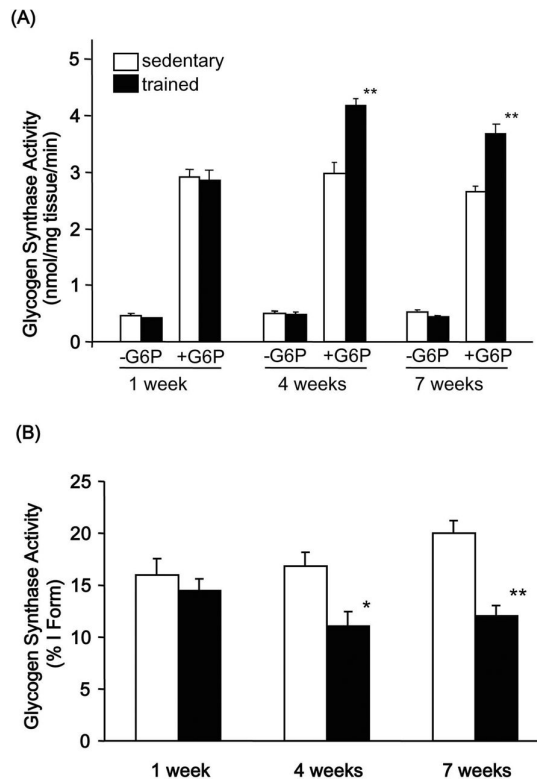 (A)
Glycogen Synthase Activity
(nmol/mg tissue/min)
5
4
3
2
1
0
sedentary
trained
**
**
-G6P +G6P -G6P +G6P -G6P +G6P
1 week 4 weeks 7 weeks
(B)
Glycogen Synthase Activity
(% I Form)
25
20
15
10
5
0
*
**
1 week 4 weeks 7 weeks